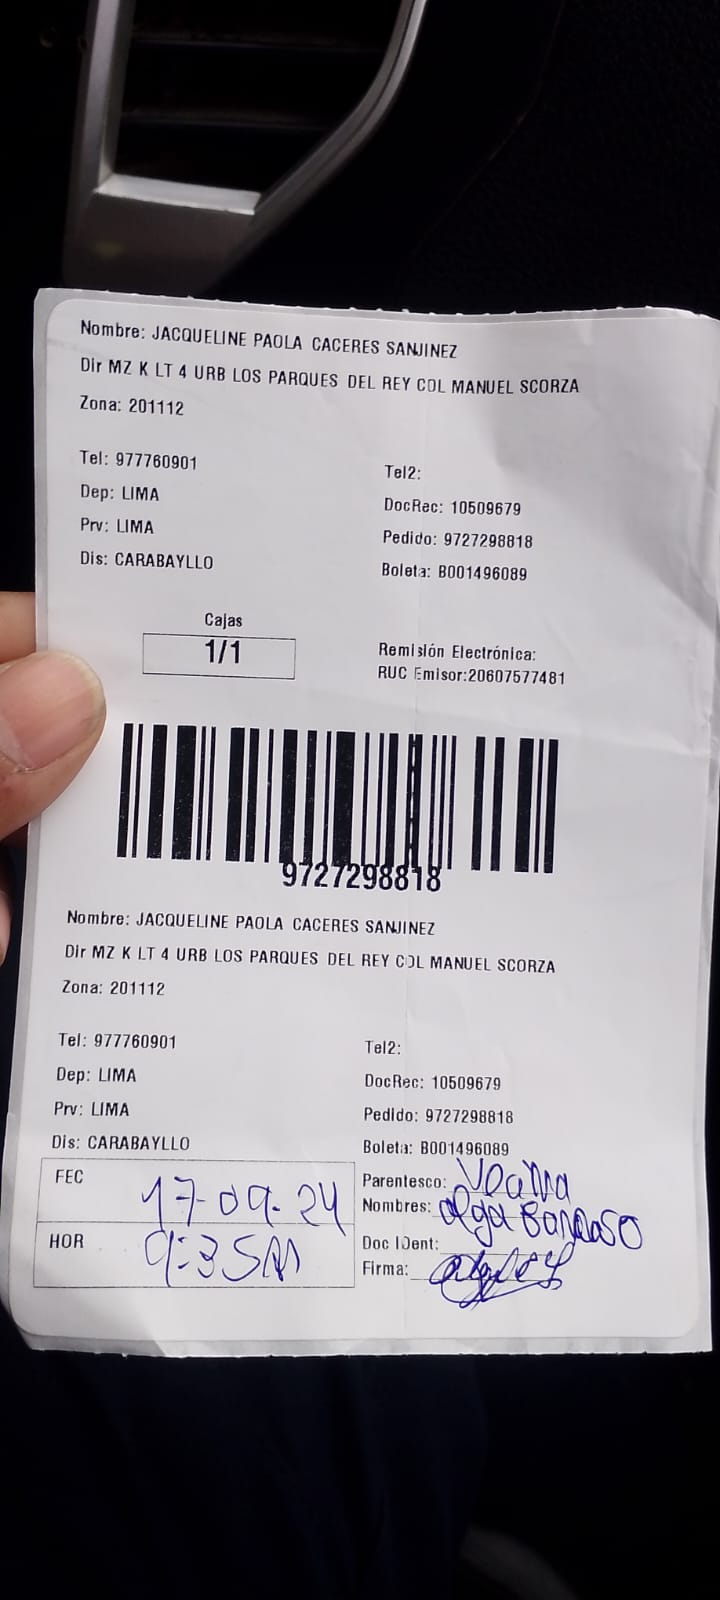 Nombre: JACQUELINE PAOLA CACERES SANJINEZ
Dir MZ K LT 4 URB LOS PARQUES DEL REY COL MANUEL SCORZA
Zona: 201112
Tel: 977760901
Tel2:
Dep: LIMA
DocRec: 10509679
Prv: LIMA
Pedido: 9727298818
Dis: CARABAYLLO
Boleta: B001496089
Cajas
1/1
Remisión Electrónica:
RUC Emisor:20607577481
9727298818
Nombre: JACQUELINE PAOLA CACERES SANJINEZ
Dir MZ K LT 4 URB LOS PARQUES DEL REY COL MANUEL SCORZA
Zona: 201112
Tel: 977760901
Tel2:
Dep: LIMA
DocRec: 10509679
Prv: LIMA
Pedido: 9727298818
Dis: CARABAYLLO
Boleta: B001496089
FEC 17-09-24
Parentesco:
Nombres: olga
HOR 9:35AM
Doc IDent:
Firma: